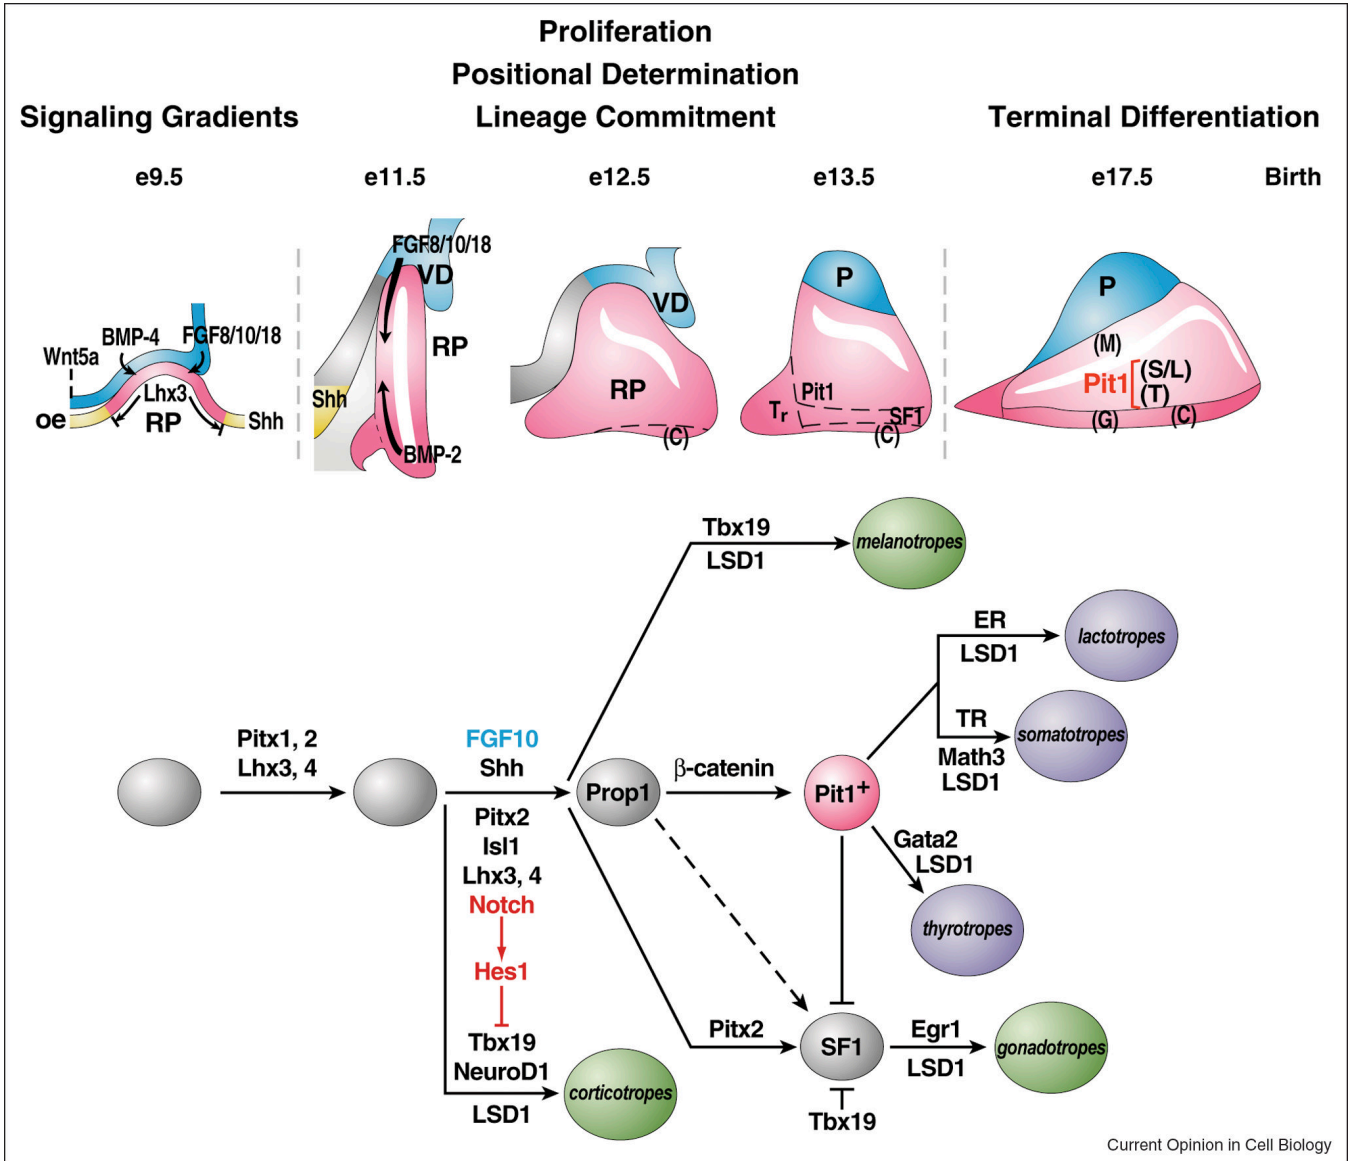 Proliferation
Positional Determination
Signaling Gradients
Lineage Commitment
Terminal Differentiation
e9.5
e11.5
e12.5
e13.5
e17.5
Birth
Wnt5a
BMP-4
FGF8/10/18
Lhx3
oe
RP
Shh
FGF8/10/18
VD
RP
Shh
BMP-2
VD
RP
(C)
P
Pit1
Tr
SF1
(C)
P
(M)
Pit1
(S/L)
(T)
(G)
(C)
Tbx19
LSD1
melanotropes
ER
LSD1
lactotropes
TR
Math3
LSD1
somatotropes
Pitx1, 2
Lhx3, 4
FGF10
Shh
Pitx2
Isl1
Lhx3, 4
Notch
Hes1
Tbx19
NeuroD1
LSD1
corticotropes
Prop1
β-catenin
Pit1+
Gata2
LSD1
thyrotropes
Pitx2
SF1
Egr1
LSD1
gonadotropes
Tbx19
Current Opinion in Cell Biology